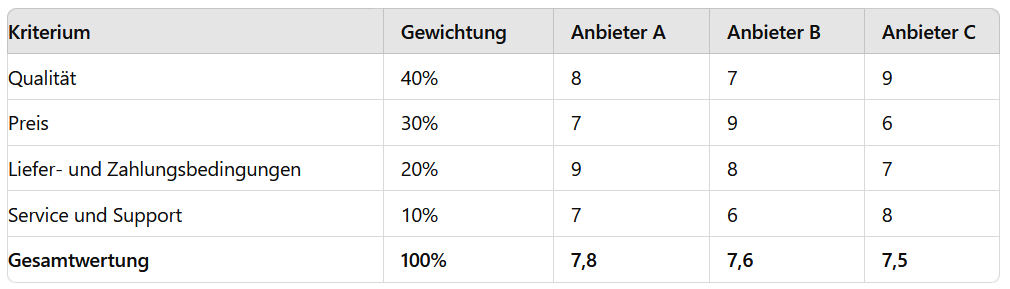 Kriterium Gewichtung Anbieter A Anbieter B Anbieter C
Qualität 40% 8 7 9
Preis 30% 7 9 6
Liefer- und Zahlungsbedingungen 20% 9 8 7
Service und Support 10% 7 6 8
Gesamtwertung 100% 7,8 7,6 7,5